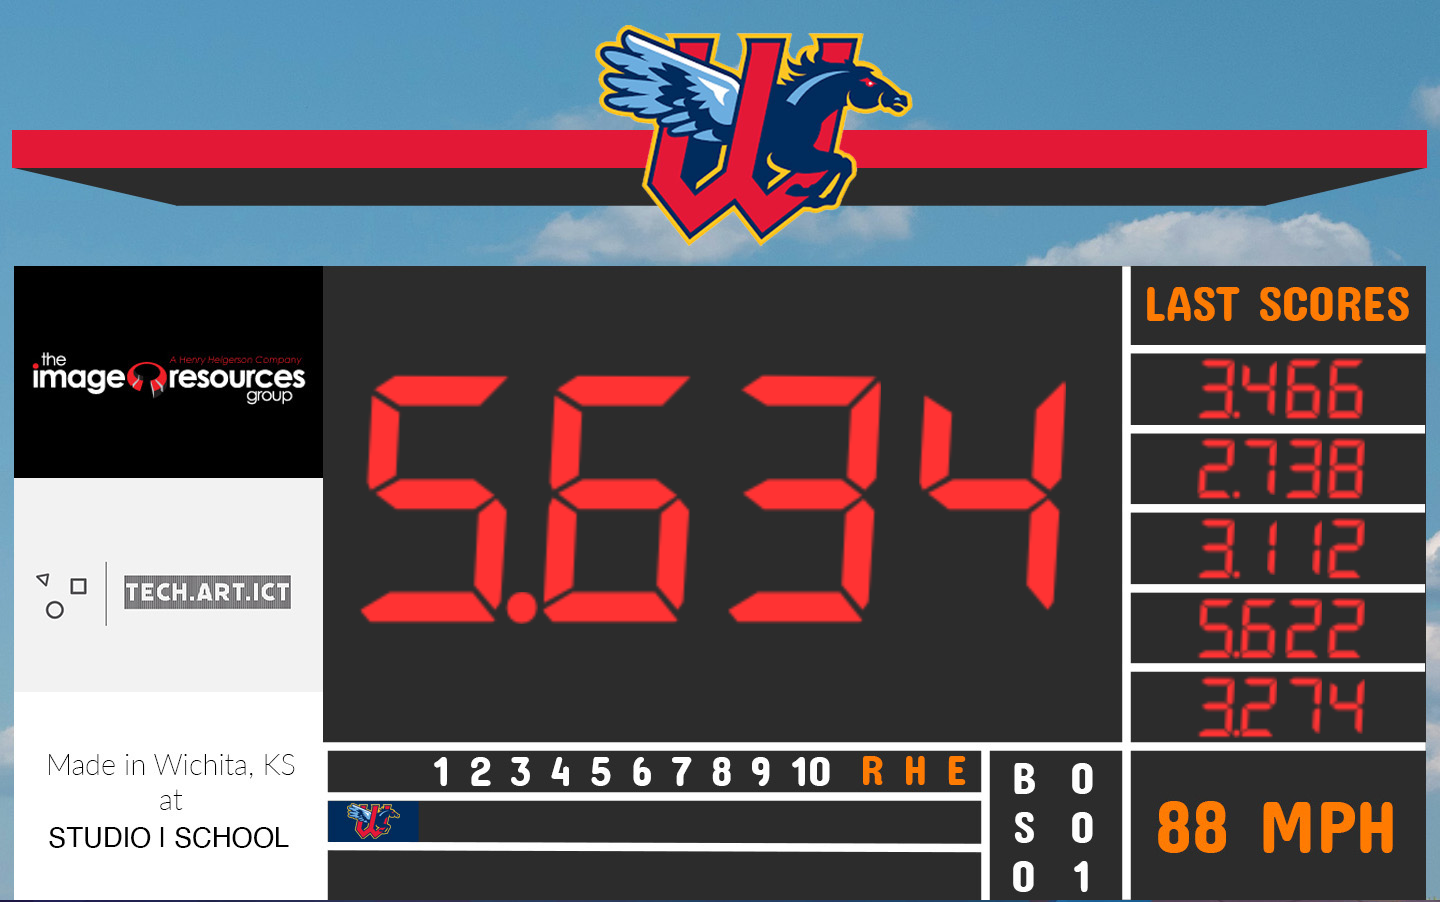 W
the
A Henry Helgerson Company
image resources
group
TECH.ART.ICT
Made in Wichita, KS
at
STUDIO I SCHOOL
5.634
LAST SCORES
3.466
2.738
3.112
5.622
3.274
1 2 3 4 5 6 7 8 9 10 R H E
W
B 0
S 0
O 1
88 MPH